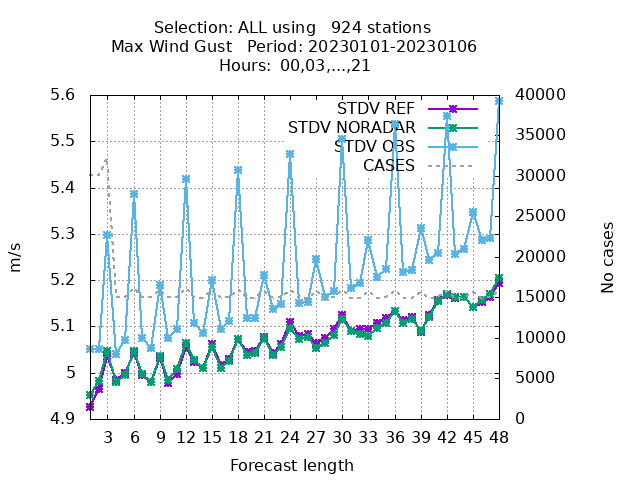 Selection: ALL using   924 stations
Max Wind Gust   Period: 20230101-20230106
Hours:  00,03,...,21
STDV REF
STDV NORADAR
STDV OBS
CASES
5.6
5.5
5.4
5.3
5.2
5.1
5
4.9
m/s
40000
35000
30000
25000
20000
15000
10000
5000
0
No cases
3 6 9 12 15 18 21 24 27 30 33 36 39 42 45 48
Forecast length